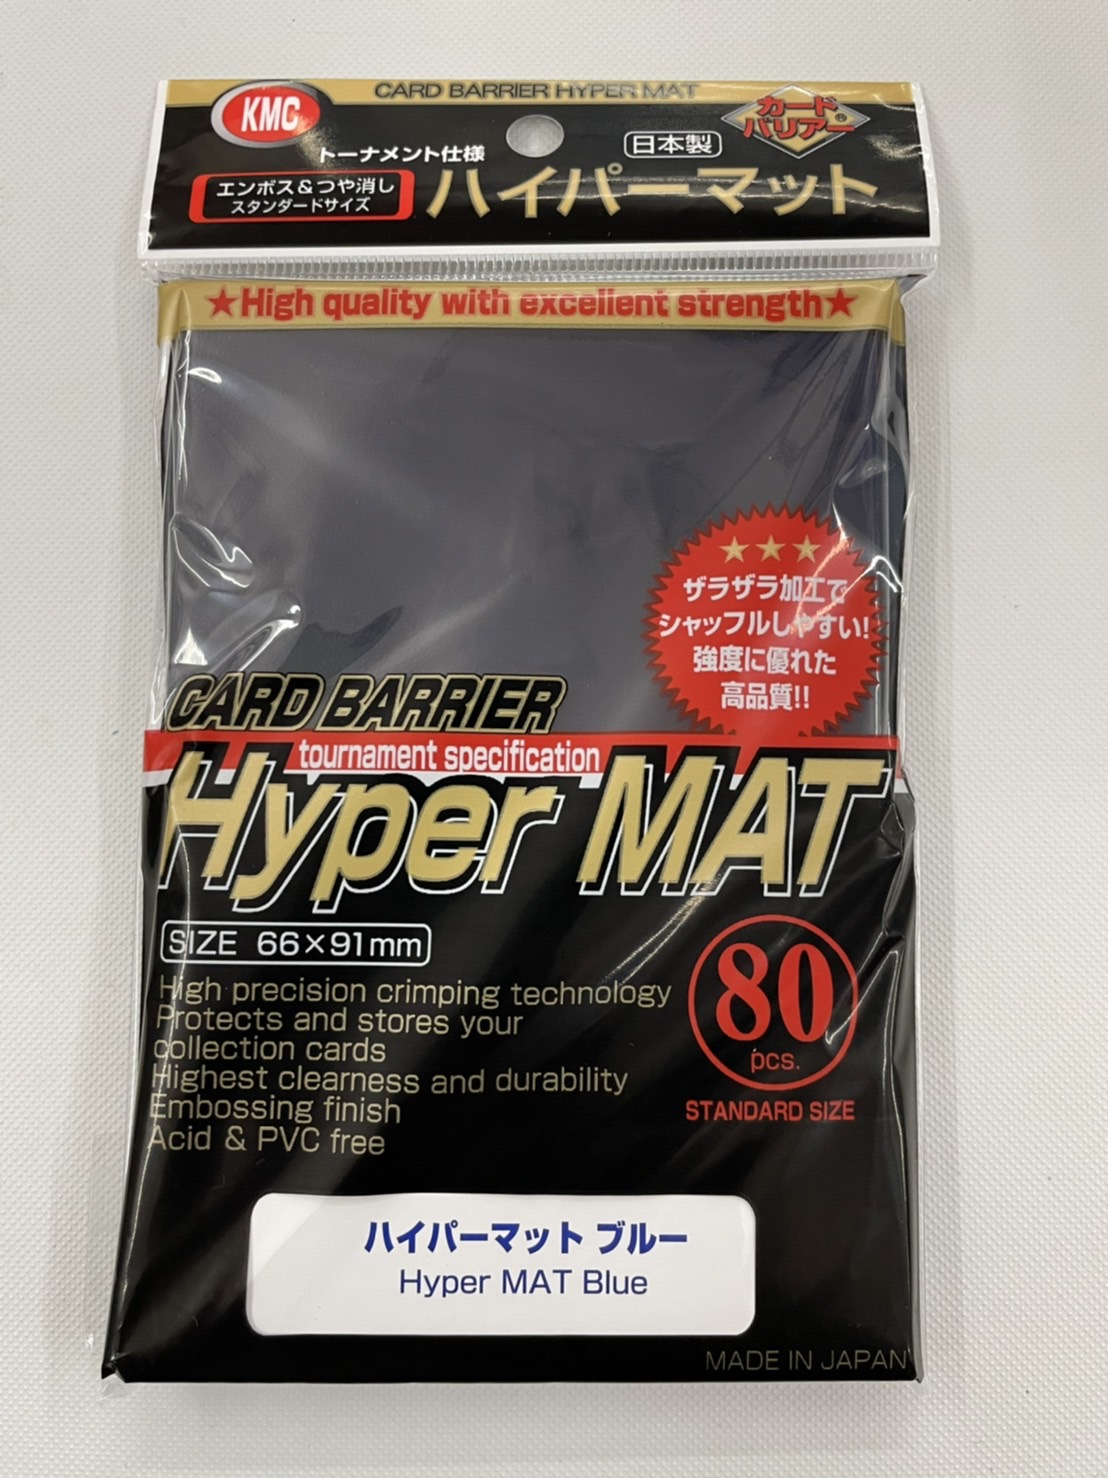 CARD BARRIER HYPER MAT
KMC
カード
バリアー®
トーナメント仕様
日本製
エンボス＆つや消し
スタンダードサイズ
ハイパーマット
★High quality with excellent strength★
★★★
ザラザラ加工で
シャッフルしやすい!
強度に優れた
高品質!!
CARD BARRIER
tournament specification
Hyper MAT
SIZE 66×91mm
80
pcs.
STANDARD SIZE
High precision crimping technology
Protects and stores your
collection cards
Highest clearness and durability
Embossing finish
Acid & PVC free
ハイパーマット ブルー
Hyper MAT Blue
MADE IN JAPAN